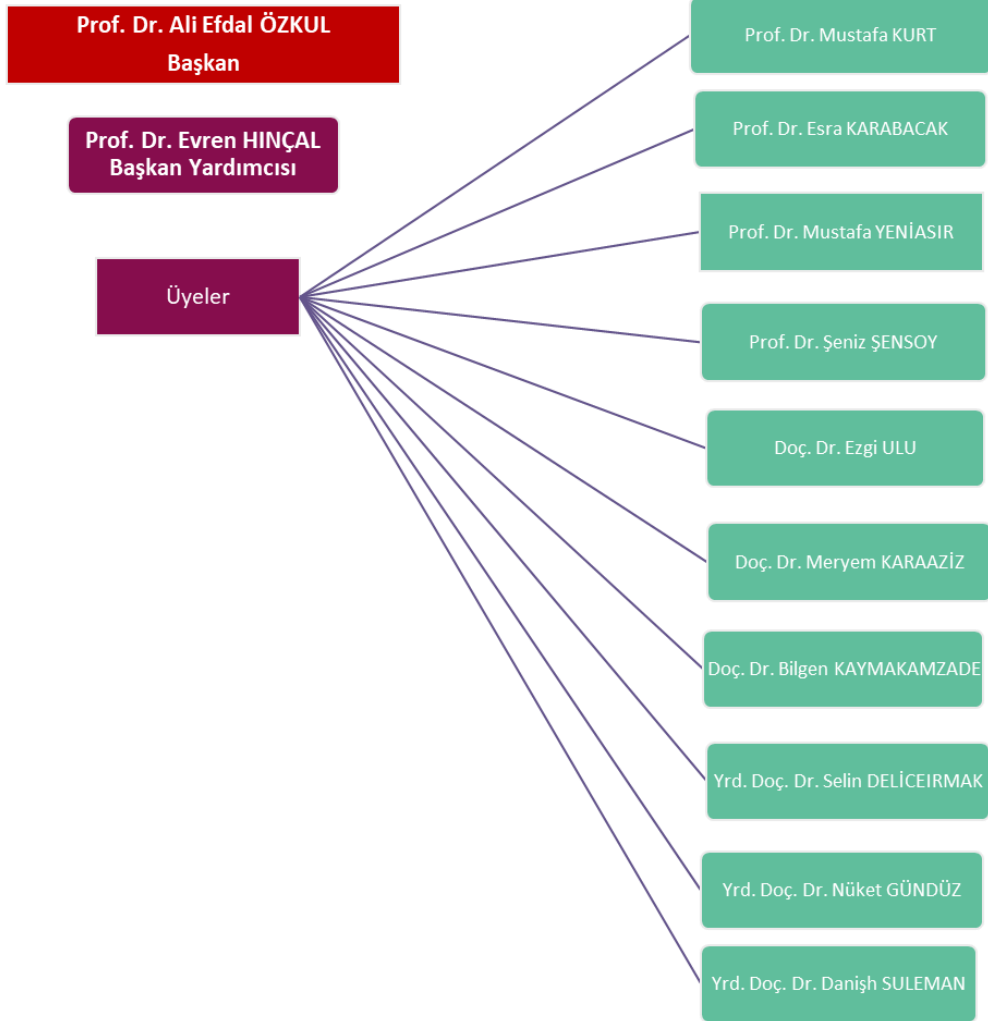 Prof. Dr. Ali Efdal ÖZKUL
Başkan
Prof. Dr. Evren HINÇAL
Başkan Yardımcısı
Üyeler
Prof. Dr. Mustafa KURT
Prof. Dr. Esra KARABACAK
Prof. Dr. Mustafa YENİASIR
Prof. Dr. Şeniz ŞENSOY
Doç. Dr. Ezgi ULU
Doç. Dr. Meryem KARAAZİZ
Doç. Dr. Bilgen KAYMAKAMZADE
Yrd. Doç. Dr. Selin DELİCEIRMAK
Yrd. Doç. Dr. Nüket GÜNDÜZ
Yrd. Doç. Dr. Danişh SULEMAN